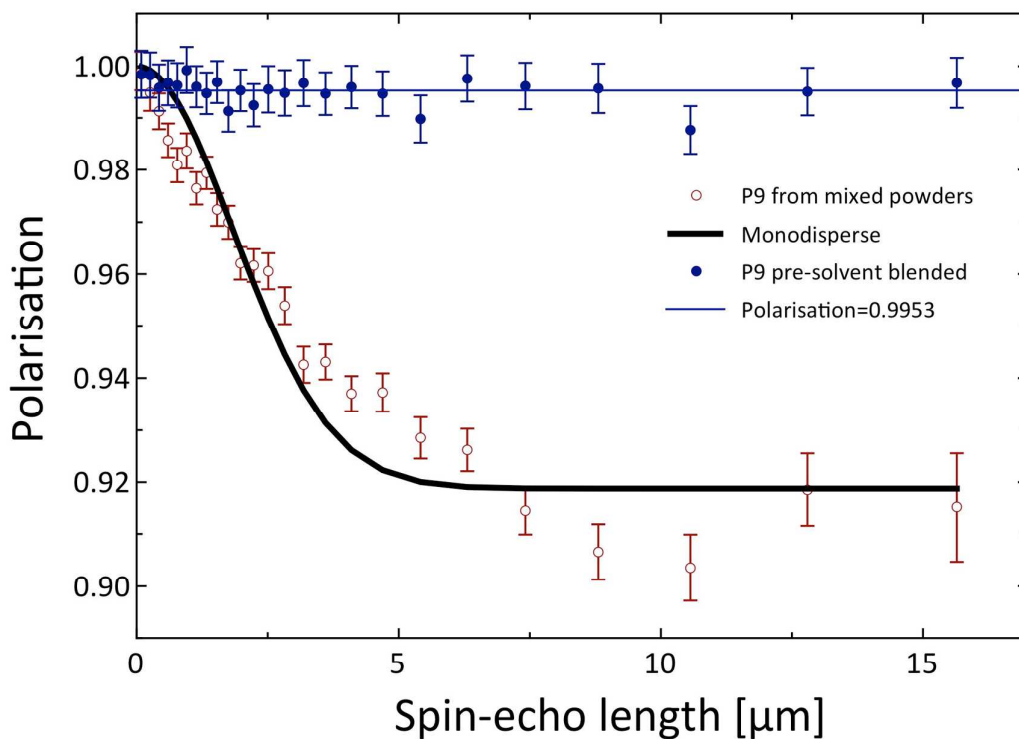 Polarisation
1.00
0.98
0.96
0.94
0.92
0.90
P9 from mixed powders
Monodisperse
P9 pre-solvent blended
Polarisation=0.9953
0
5
10
15
Spin-echo length [μm]